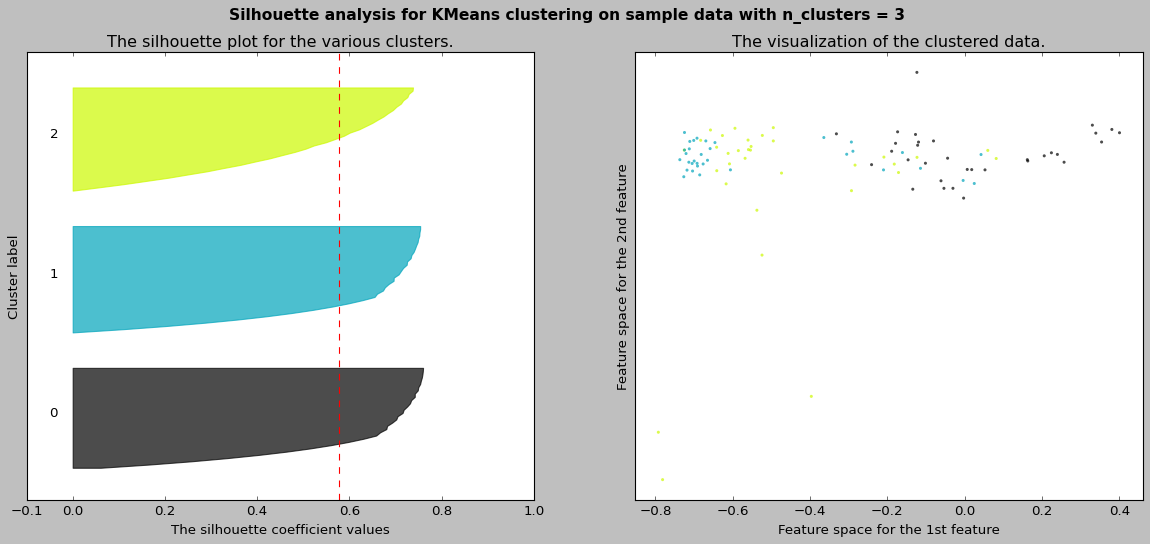 Silhouette analysis for KMeans clustering on sample data with n_clusters = 3
The silhouette plot for the various clusters.
Cluster label
2
1
0
−0.1 0.0 0.2 0.4 0.6 0.8 1.0
The silhouette coefficient values
The visualization of the clustered data.
Feature space for the 2nd feature
−0.8 −0.6 −0.4 −0.2 0.0 0.2 0.4
Feature space for the 1st feature